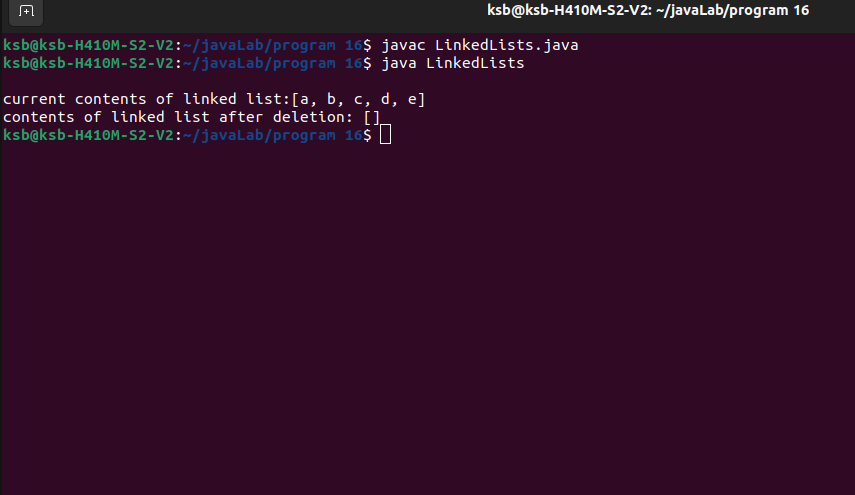 ksb@ksb-H410M-S2-V2: ~/javaLab/program 16
ksb@ksb-H410M-S2-V2:~/javaLab/program 16$ javac LinkedLists.java
ksb@ksb-H410M-S2-V2:~/javaLab/program 16$ java LinkedLists
current contents of linked list:[a, b, c, d, e]
contents of linked list after deletion: []
ksb@ksb-H410M-S2-V2:~/javaLab/program 16$